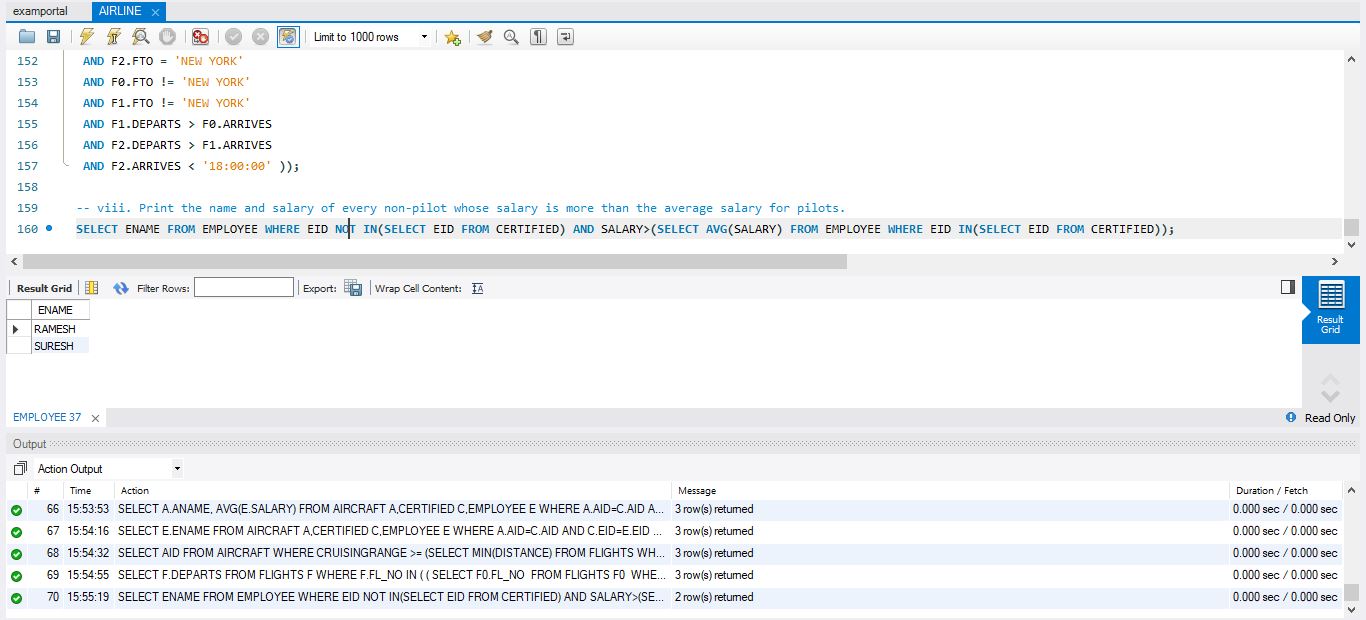 examportal AIRLINE
Limit to 1000 rows
152 AND F2.FTO = 'NEW YORK'
153 AND F0.FTO != 'NEW YORK'
154 AND F1.FTO != 'NEW YORK'
155 AND F1.DEPARTS > F0.ARRIVES
156 AND F2.DEPARTS > F1.ARRIVES
157 AND F2.ARRIVES < '18:00:00' ));
158
159 -- viii. Print the name and salary of every non-pilot whose salary is more than the average salary for pilots.
160 SELECT ENAME FROM EMPLOYEE WHERE EID NOT IN(SELECT EID FROM CERTIFIED) AND SALARY>(SELECT AVG(SALARY) FROM EMPLOYEE WHERE EID IN(SELECT EID FROM CERTIFIED));
Result Grid Filter Rows: Export: Wrap Cell Content:
ENAME
RAMESH
SURESH
Result
Grid
EMPLOYEE 37 Read Only
Output
Action Output
# Time Action Message Duration / Fetch
66 15:53:53 SELECT A.ANAME, AVG(E.SALARY) FROM AIRCRAFT A,CERTIFIED C,EMPLOYEE E WHERE A.AID=C.AID A... 3 row(s) returned 0.000 sec / 0.000 sec
67 15:54:16 SELECT E.ENAME FROM AIRCRAFT A,CERTIFIED C,EMPLOYEE E WHERE A.AID=C.AID AND C.EID=E.EID ... 3 row(s) returned 0.000 sec / 0.000 sec
68 15:54:32 SELECT AID FROM AIRCRAFT WHERE CRUISINGRANGE >= (SELECT MIN(DISTANCE) FROM FLIGHTS WH... 3 row(s) returned 0.000 sec / 0.000 sec
69 15:54:55 SELECT F.DEPARTS FROM FLIGHTS F WHERE F.FL_NO IN ( ( SELECT F0.FL_NO FROM FLIGHTS F0 WHE... 3 row(s) returned 0.000 sec / 0.000 sec
70 15:55:19 SELECT ENAME FROM EMPLOYEE WHERE EID NOT IN(SELECT EID FROM CERTIFIED) AND SALARY>(SE... 2 row(s) returned 0.000 sec / 0.000 sec